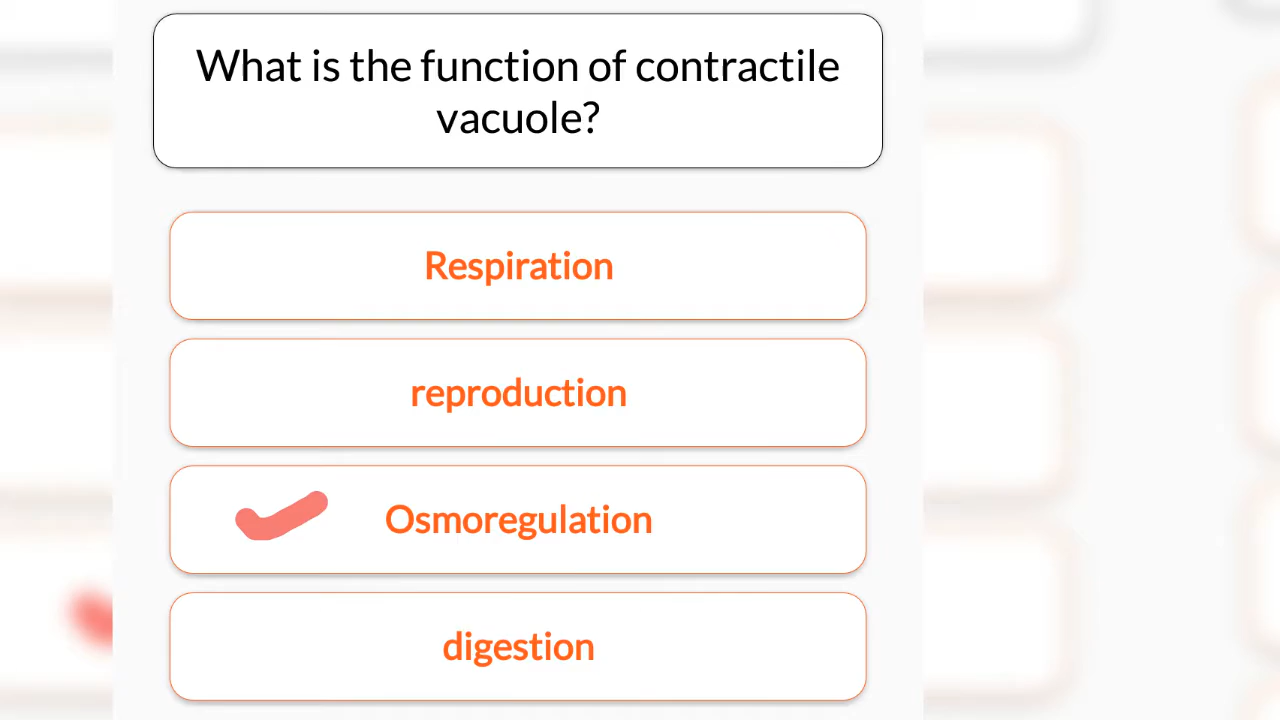 What is the function of contractile
vacuole?
Respiration
reproduction
Osmoregulation
digestion